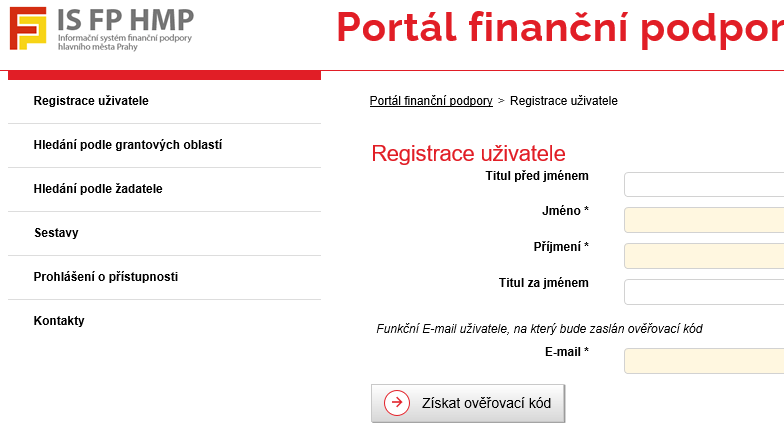 IS FP HMP
Informační systém finanční podpory
hlavního města Prahy
Portál finanční podpor
Registrace uživatele
Hledání podle grantových oblastí
Hledání podle žadatele
Sestavy
Prohlášení o přístupnosti
Kontakty
Portál finanční podpory > Registrace uživatele
Registrace uživatele
Titul před jménem
Jméno *
Příjmení *
Titul za jménem
Funkční E-mail uživatele, na který bude zaslán ověřovací kód
E-mail *
Získat ověřovací kód